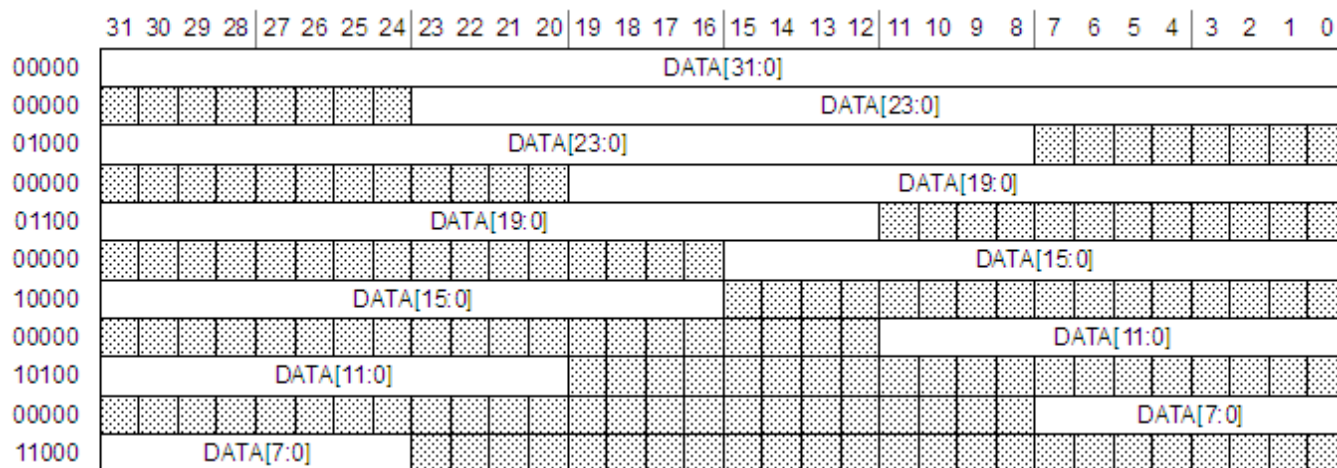 31 30 29 28 27 26 25 24 23 22 21 20 19 18 17 16 15 14 13 12 11 10 9 8 7 6 5 4 3 2 1 0
00000 DATA[31:0]
00000 DATA[23:0]
01000 DATA[23:0]
00000 DATA[19:0]
01100 DATA[19:0]
00000 DATA[15:0]
10000 DATA[15:0]
00000 DATA[11:0]
10100 DATA[11:0]
00000 DATA[7:0]
11000 DATA[7:0]